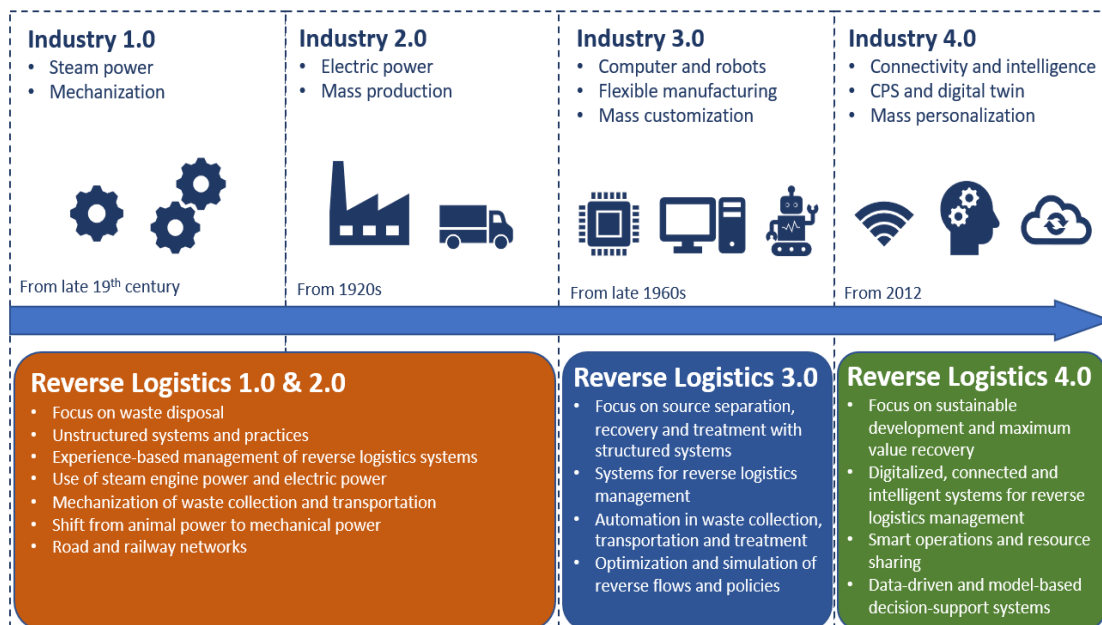 Industry 1.0
• Steam power
• Mechanization
Industry 2.0
• Electric power
• Mass production
Industry 3.0
• Computer and robots
• Flexible manufacturing
• Mass customization
Industry 4.0
• Connectivity and intelligence
• CPS and digital twin
• Mass personalization
From late 19th century
From 1920s
From late 1960s
From 2012
Reverse Logistics 1.0 & 2.0
• Focus on waste disposal
• Unstructured systems and practices
• Experience-based management of reverse logistics systems
• Use of steam engine power and electric power
• Mechanization of waste collection and transportation
• Shift from animal power to mechanical power
• Road and railway networks
Reverse Logistics 3.0
• Focus on source separation,
recovery and treatment with
structured systems
• Systems for reverse logistics
management
• Automation in waste collection,
transportation and treatment
• Optimization and simulation of
reverse flows and policies
Reverse Logistics 4.0
• Focus on sustainable
development and maximum
value recovery
• Digitalized, connected and
intelligent systems for reverse
logistics management
• Smart operations and resource
sharing
• Data-driven and model-based
decision-support systems